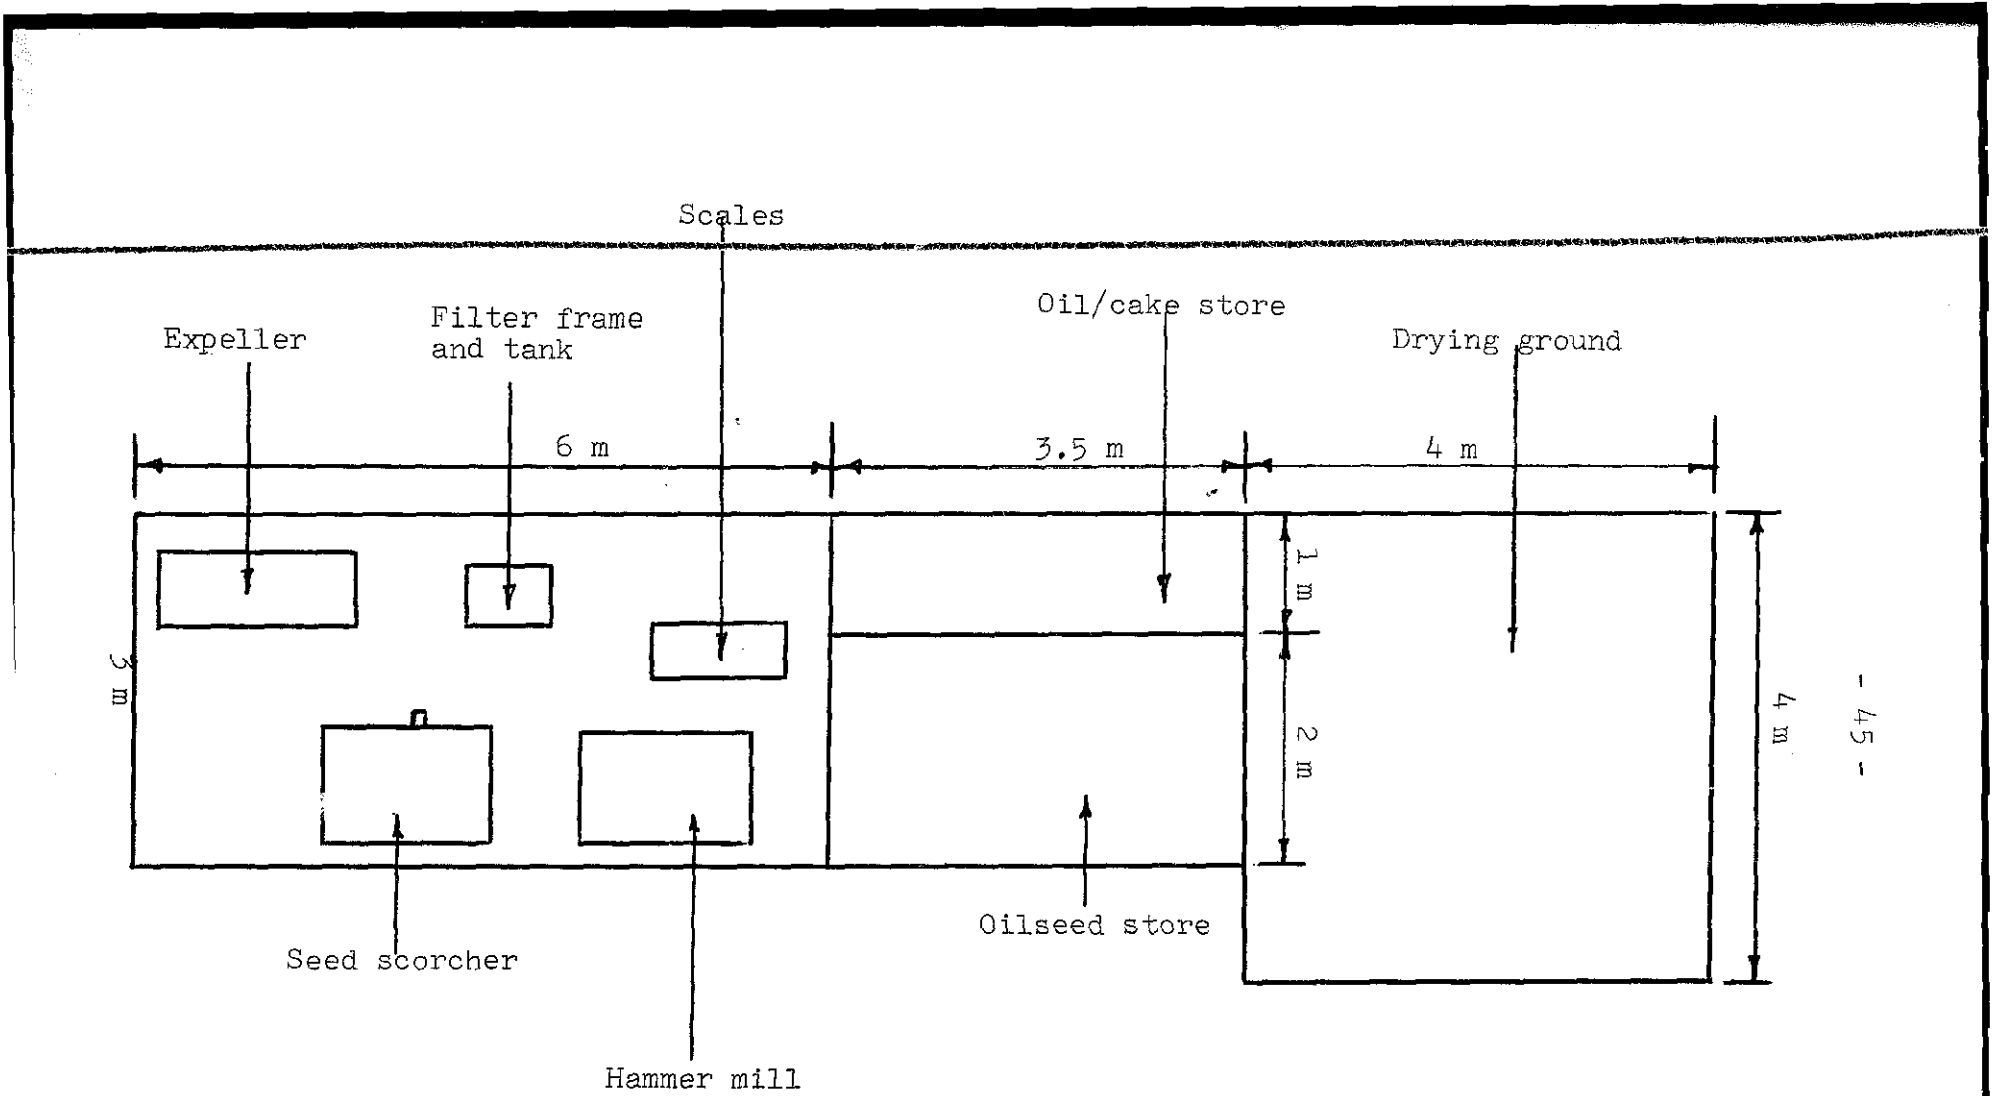 Scales
Oil/cake store
Filter frame
and tank
Expeller
Drying ground
6 m
3.5 m
4 m
1 m
3 m
2 m
4 m
- 45 -
Oilseed store
Seed scorcher
Hammer mill